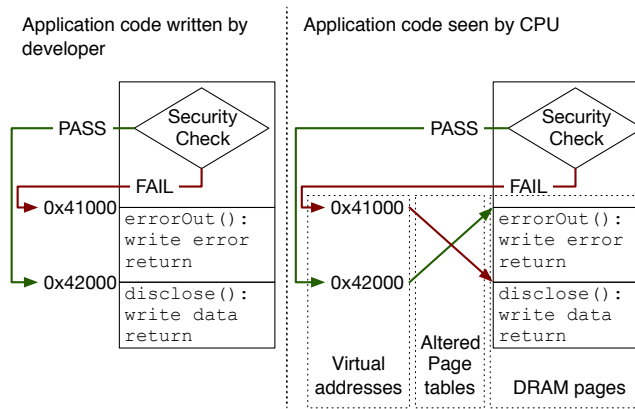 Application code written by
developer
Security
Check
PASS
FAIL
0x41000
errorOut():
write error
return
0x42000
disclose():
write data
return
Application code seen by CPU
Security
Check
PASS
FAIL
0x41000
errorOut():
write error
return
0x42000
disclose():
write data
return
Virtual
addresses
Altered
Page
tables
DRAM pages